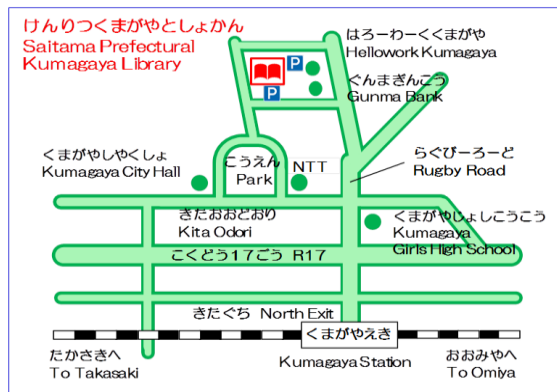 けんりつくまがやとしょかん
Saitama Prefectural
Kumagaya Library
はろーわーくくまがや
Hellowork Kumagaya
P
ぐんまぎんこう
Gunma Bank
P
くまがやしやくしょ
Kumagaya City Hall
こうえん
Park
NTT
らぐびーろーど
Rugby Road
きたおおどおり
Kita Odori
くまがやじょしこうこう
Kumagaya
Girls High School
こくどう17ごう R17
きたぐち North Exit
くまがやえき
Kumagaya Station
たかさきへ
To Takasaki
おおみやへ
To Omiya